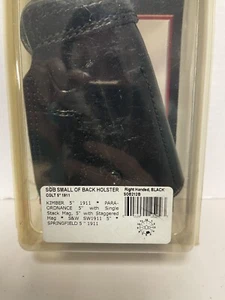 SOB SMALL OF BACK HOLSTER
COLT 5" 1911
Right Handed, BLACK
SOB212B
KIMBER 5" 1911 * PARA-
ORDNANCE 5" with Single
Stack Mag, 5" with Staggered
Mag * S&W SW1911 5" *
SPRINGFIELD 5" 1911